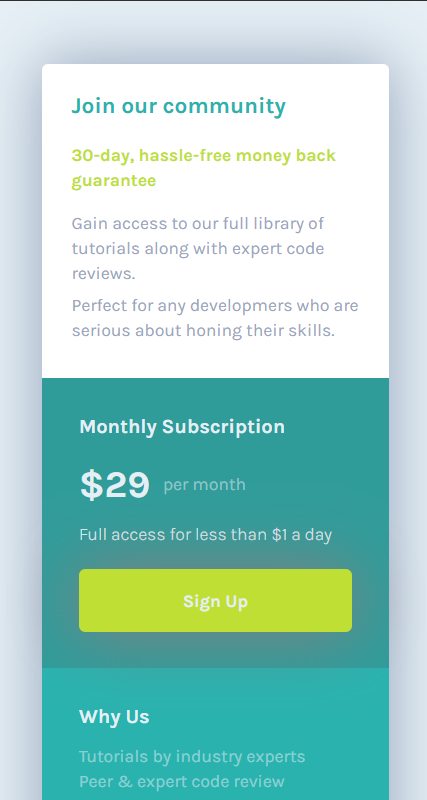 Join our community
30-day, hassle-free money back
guarantee
Gain access to our full library of
tutorials along with expert code
reviews.
Perfect for any developmers who are
serious about honing their skills.
Monthly Subscription
$29 per month
Full access for less than $1 a day
Sign Up
Why Us
Tutorials by industry experts
Peer & expert code review